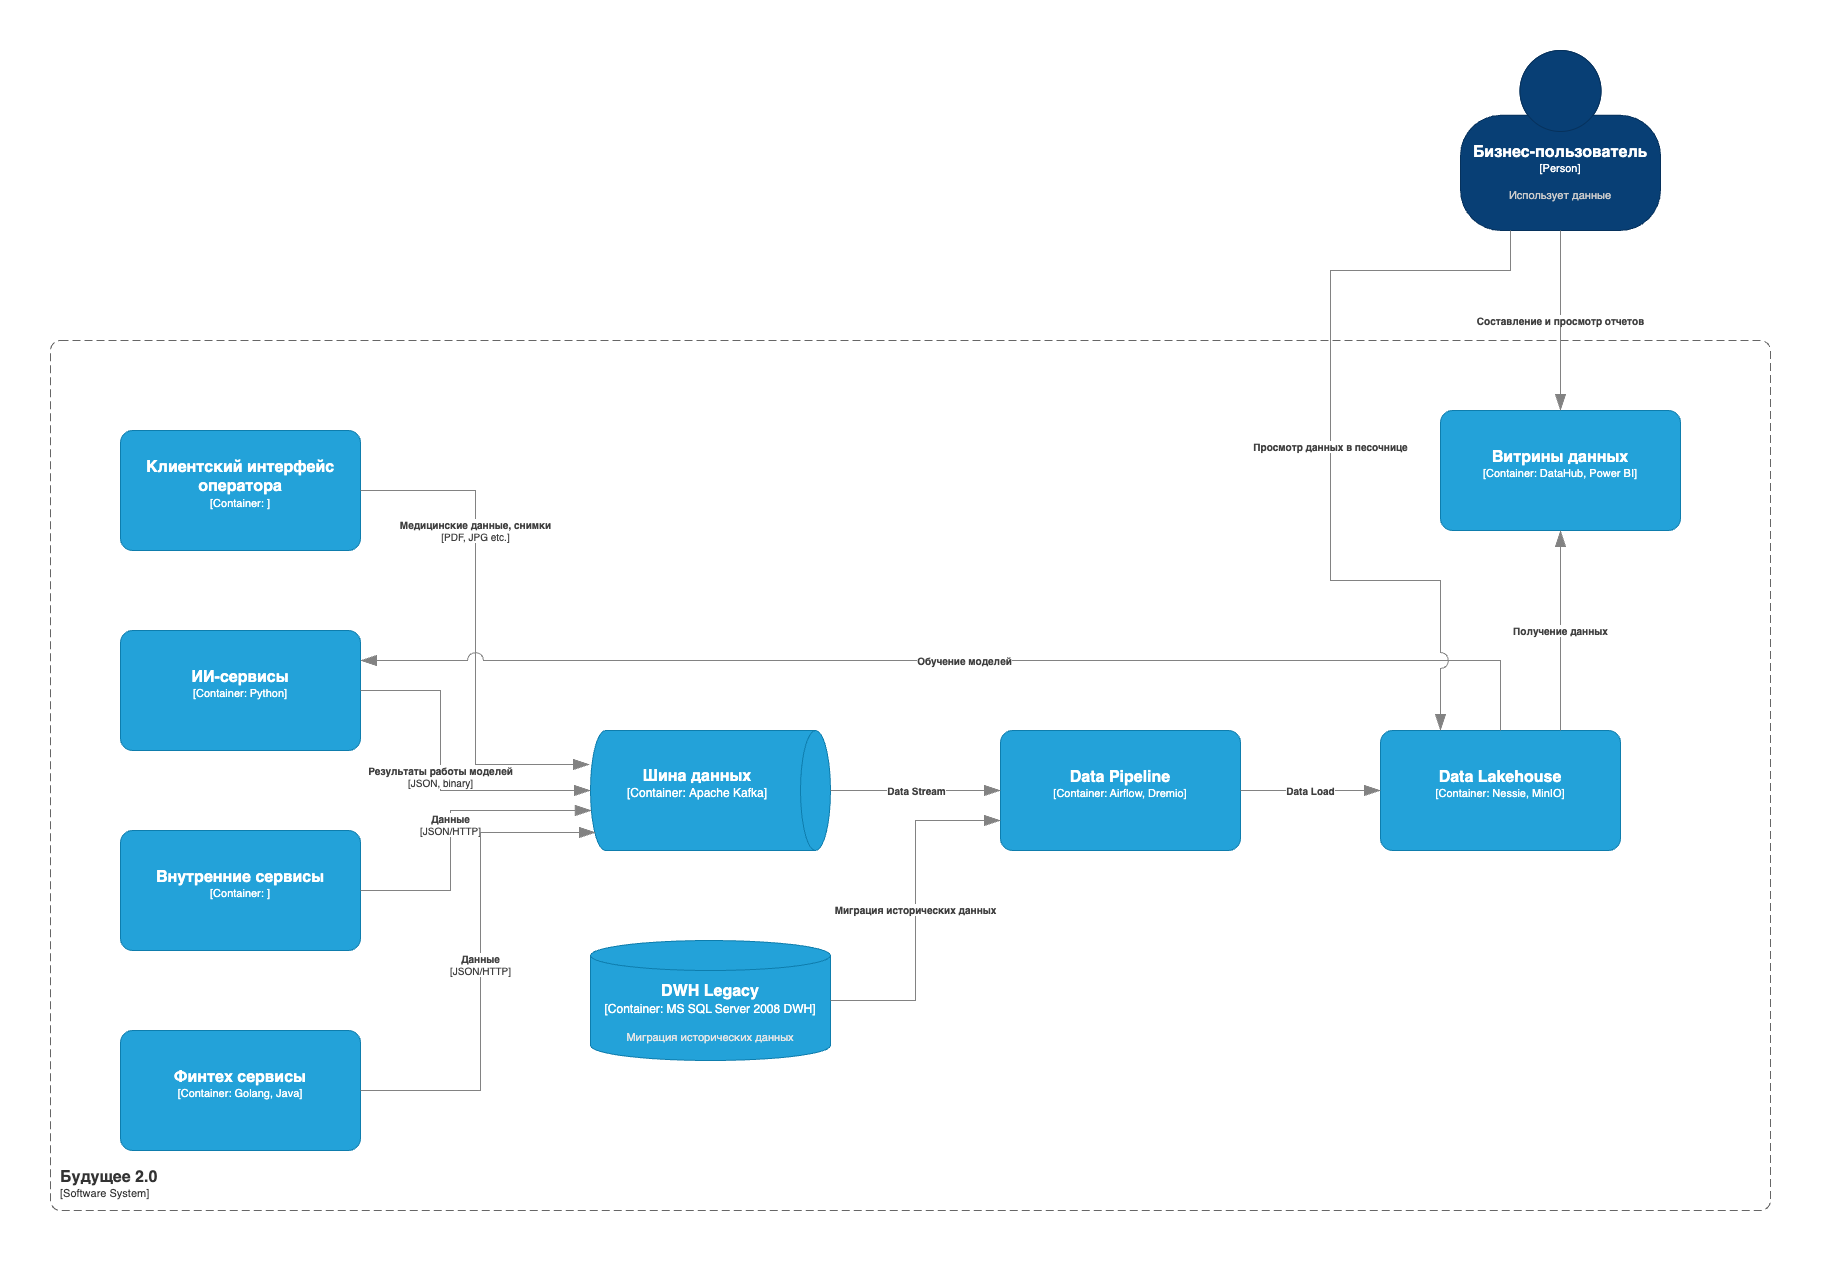 Бизнес-пользователь
[Person]
Использует данные
Составление и просмотр отчетов
Просмотр данных в песочнице
Витрины данных
[Container: DataHub, Power BI]
Клиентский интерфейс
оператора
[Container: ]
Медицинские данные, снимки
[PDF, JPG etc.]
Получение данных
Обучение моделей
ИИ-сервисы
[Container: Python]
Результаты работы моделей
[JSON, binary]
Шина данных
[Container: Apache Kafka]
Data Stream
Data Pipeline
[Container: Airflow, Dremio]
Data Load
Data Lakehouse
[Container: Nessie, MinIO]
Данные
[JSON/HTTP]
Внутренние сервисы
[Container: ]
Миграция исторических данных
Данные
[JSON/HTTP]
DWH Legacy
[Container: MS SQL Server 2008 DWH]
Миграция исторических данных
Финтех сервисы
[Container: Golang, Java]
Будущее 2.0
[Software System]